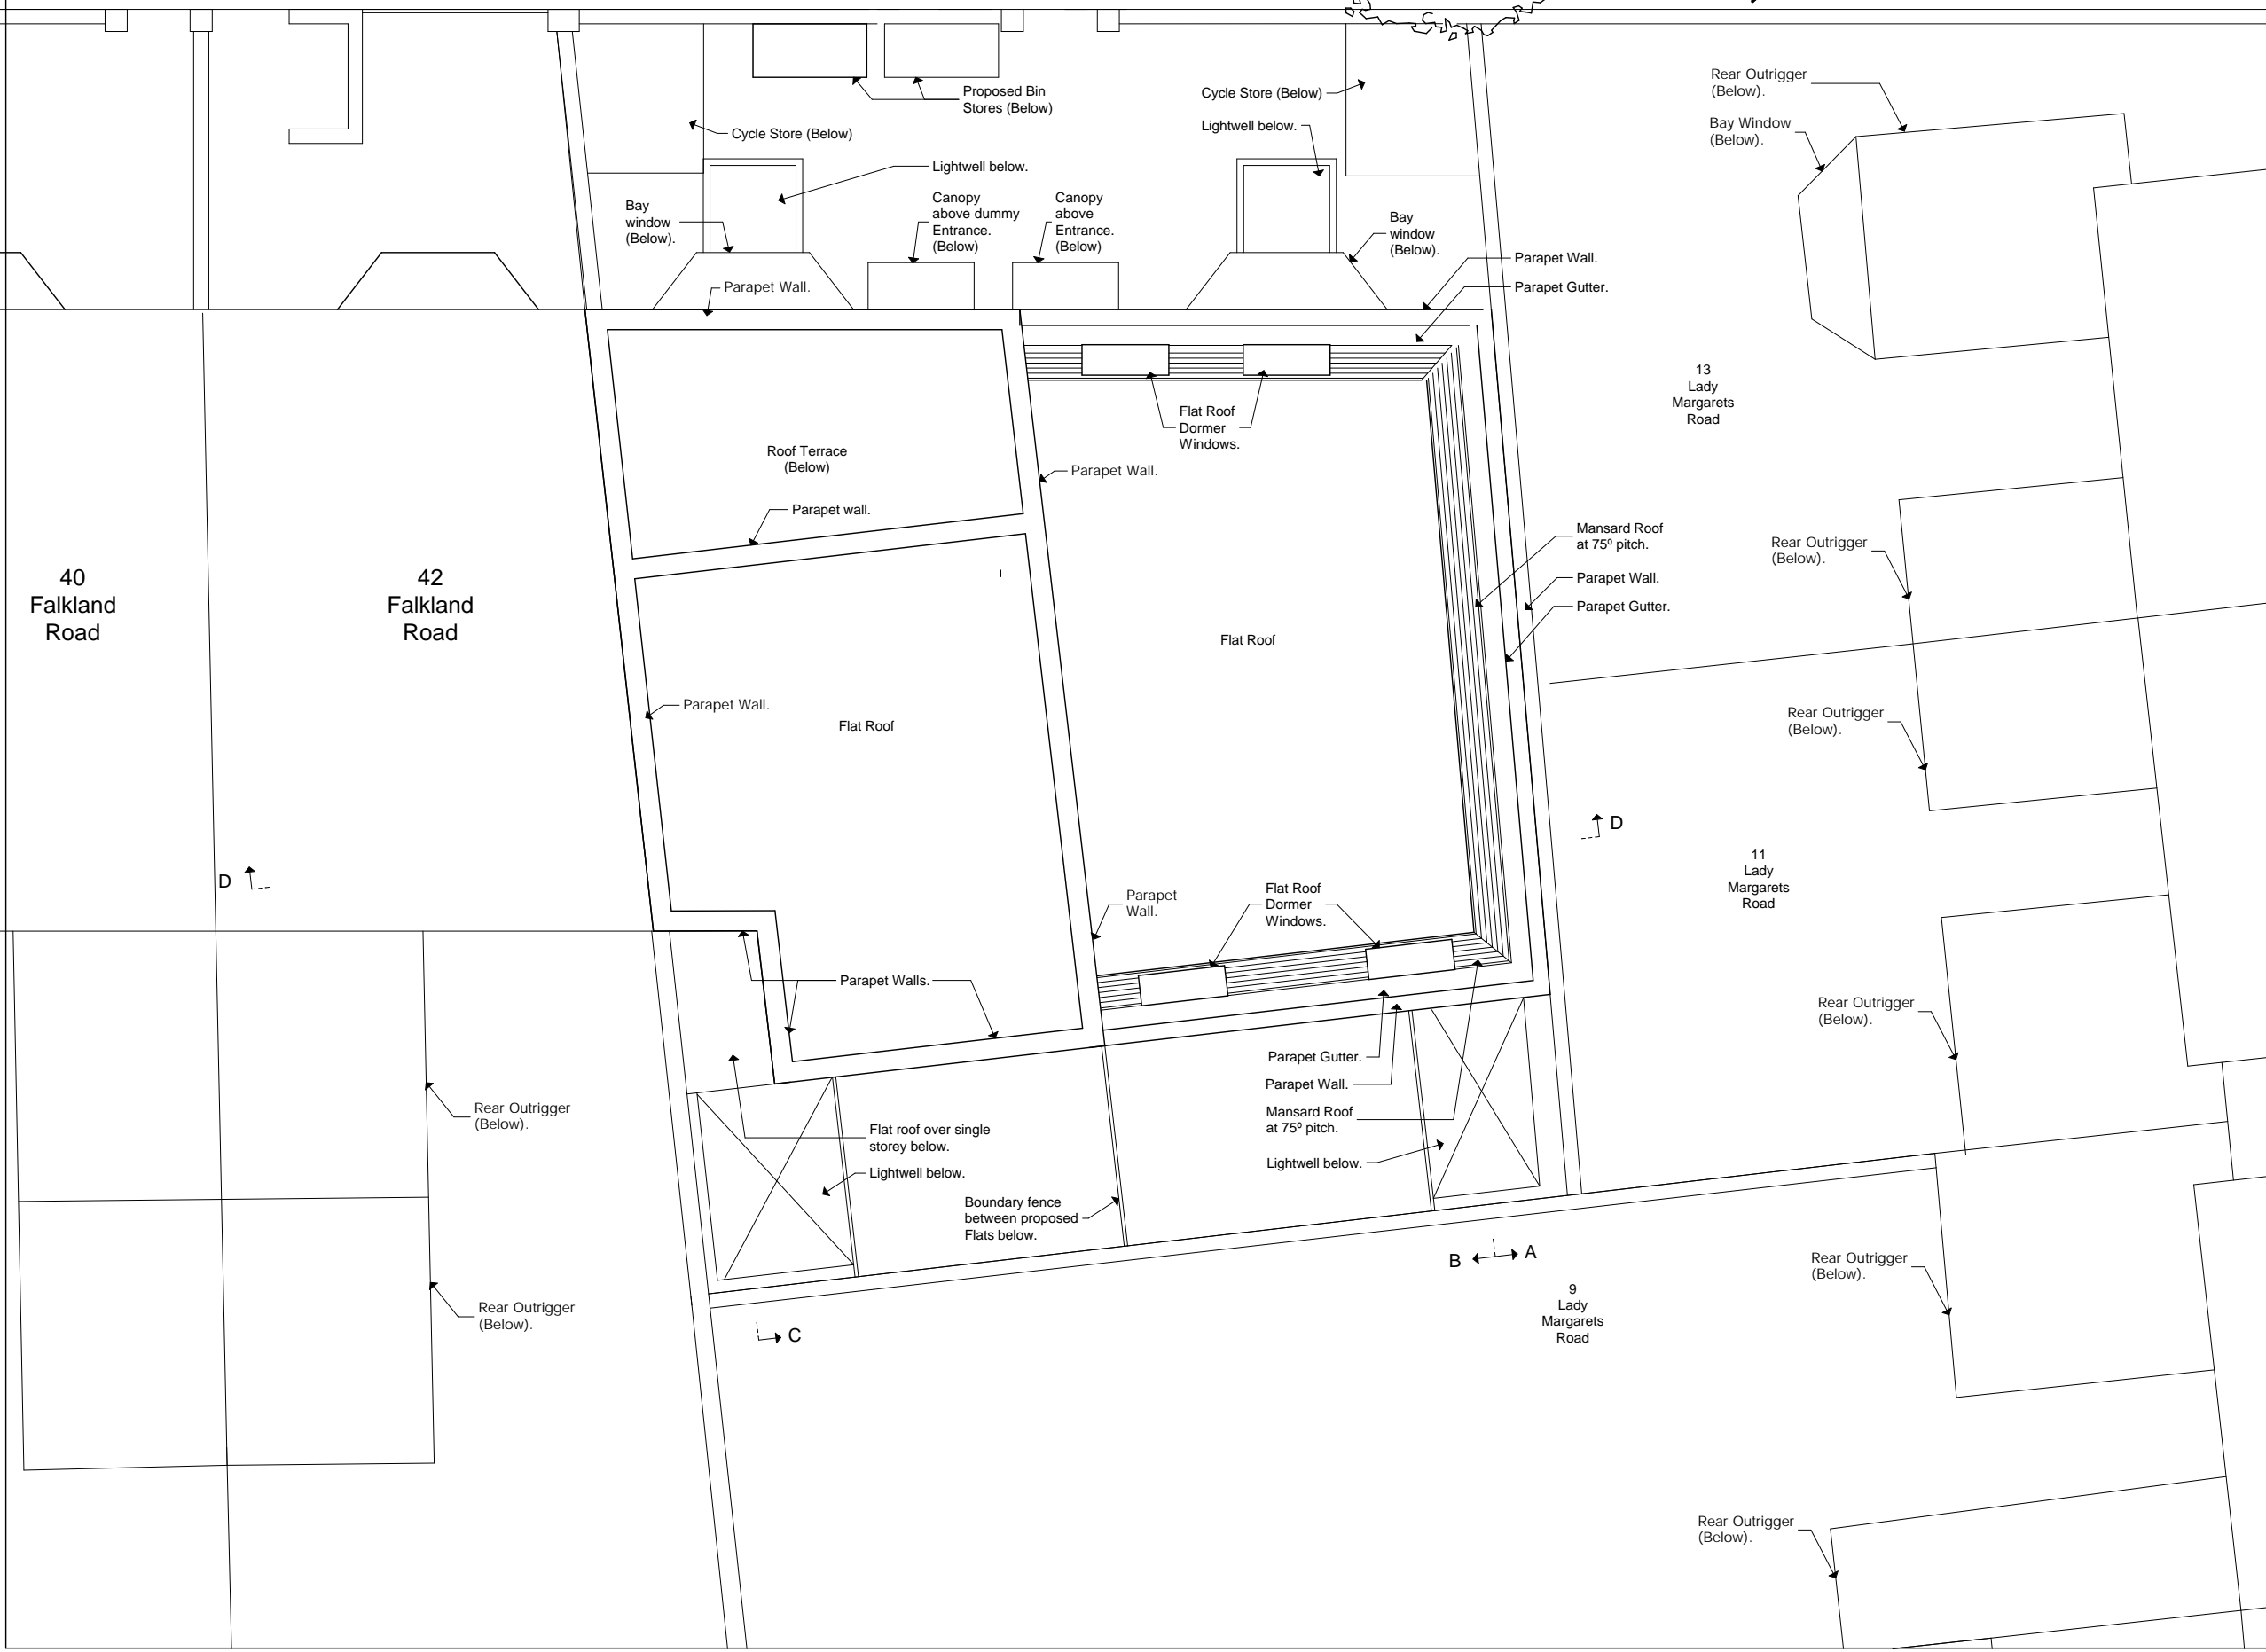 Rear Outrigger
(Below).
Bay Window
(Below).
Proposed Bin
Stores (Below)
Cycle Store (Below)
Cycle Store (Below)
Lightwell below.
Lightwell below.
Bay
window
(Below).
Canopy
above dummy
Entrance.
(Below)
Canopy
above
Entrance.
(Below)
Bay
window
(Below).
Parapet Wall.
Parapet Wall.
Parapet Gutter.
13
Lady
Margarets
Road
Flat Roof
Dormer
Windows.
Roof Terrace
(Below)
Parapet Wall.
Parapet wall.
Mansard Roof
at 75º pitch.
Parapet Wall.
Parapet Gutter.
Rear Outrigger
(Below).
40
Falkland
Road
42
Falkland
Road
Flat Roof
Parapet Wall.
Flat Roof
Rear Outrigger
(Below).
D
D
11
Lady
Margarets
Road
Parapet
Wall.
Flat Roof
Dormer
Windows.
Parapet Walls.
Rear Outrigger
(Below).
Parapet Gutter.
Parapet Wall.
Mansard Roof
at 75º pitch.
Lightwell below.
Rear Outrigger
(Below).
Flat roof over single
storey below.
Lightwell below.
Boundary fence
between proposed
Flats below.
B
A
Rear Outrigger
(Below).
9
Lady
Margarets
Road
Rear Outrigger
(Below).
C
Rear Outrigger
(Below).